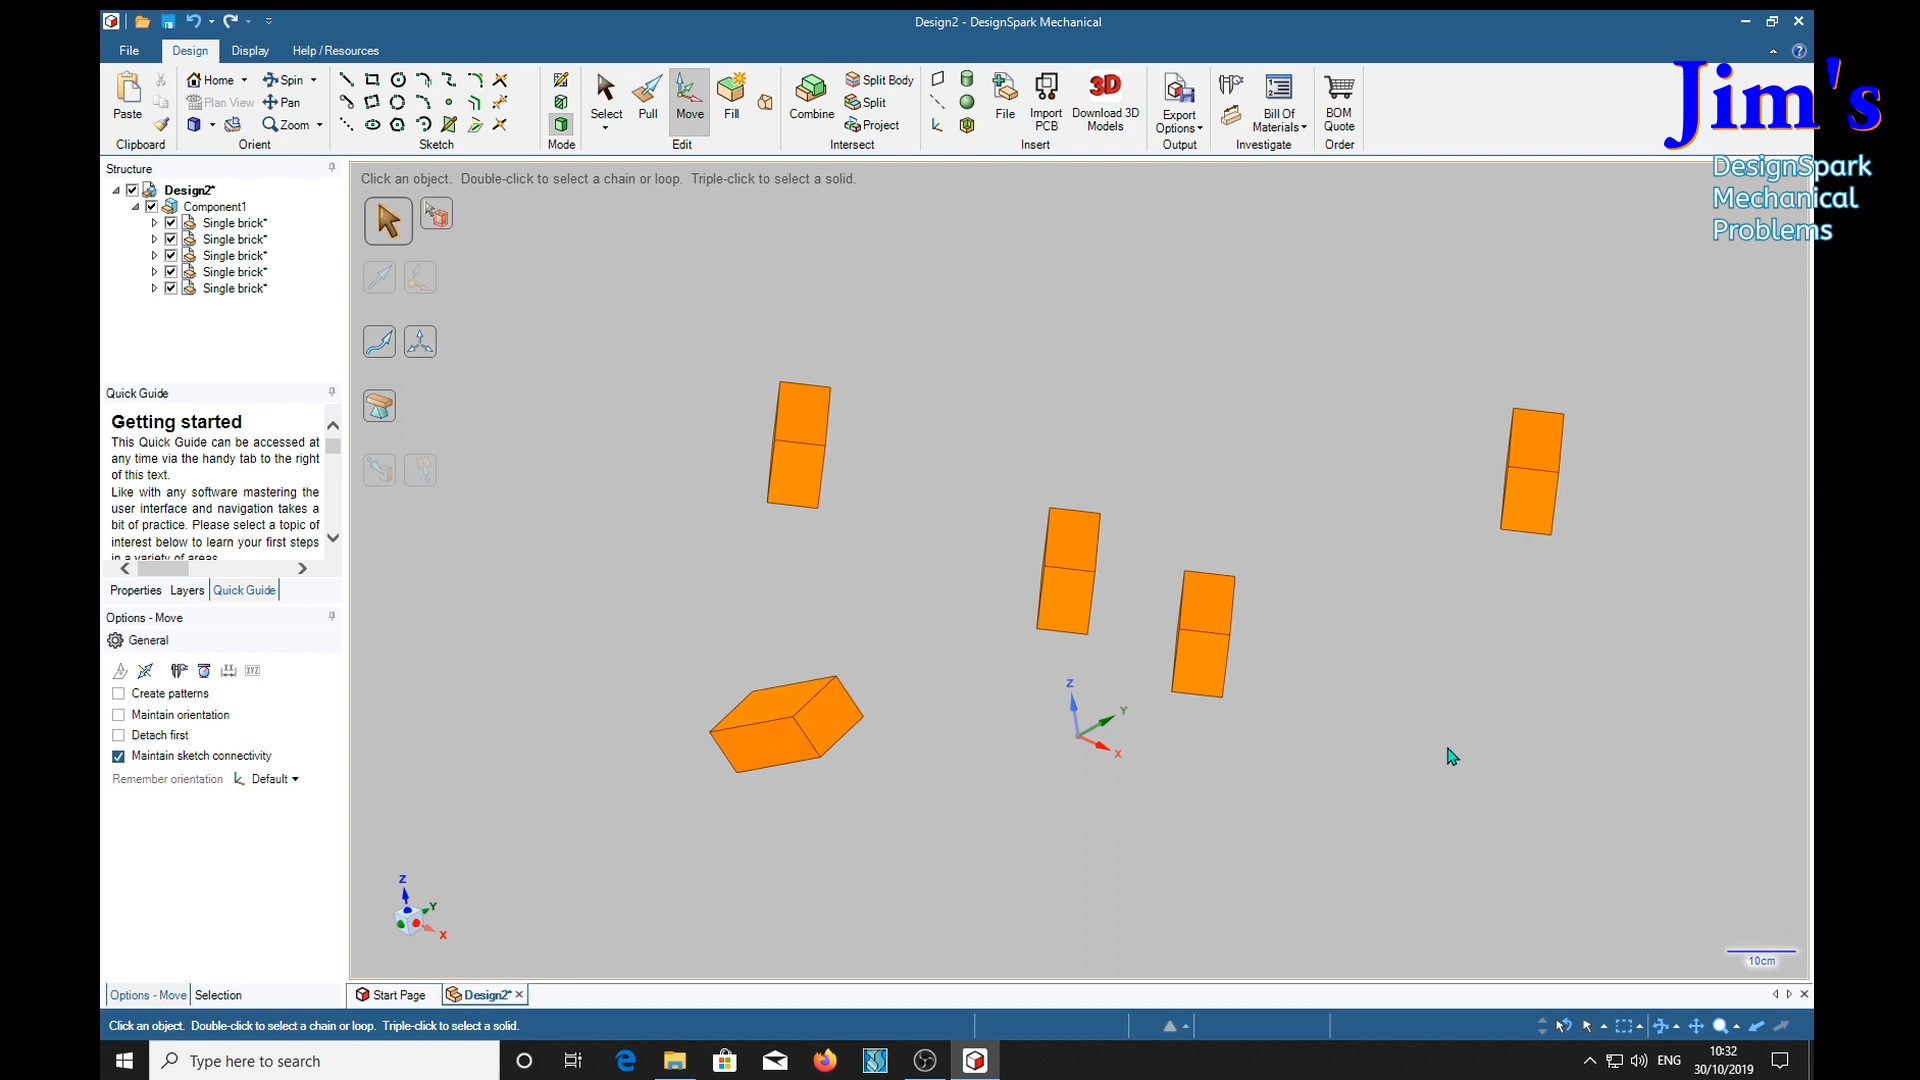 Design2 - DesignSpark Mechanical
File Design Display Help / Resources
Home Spin
Plan View Pan
Zoom
Paste
Select Pull Move Fill
Combine
Split Body
Split
Project
File
Import
PCB
Download 3D
Models
3D
Export
Options
Bill Of
Materials
BOM
Quote
Clipboard Orient Sketch Mode Edit Intersect Insert Output Investigate Order
Jim's
DesignSpark
Mechanical
Problems
Structure
Design2*
Component1
Single brick*
Single brick*
Single brick*
Single brick*
Single brick*
Click an object. Double-click to select a chain or loop. Triple-click to select a solid.
Quick Guide
Getting started
This Quick Guide can be accessed at
any time via the handy tab to the right
of this text.
Like with any software mastering the
user interface and navigation takes a
bit of practice. Please select a topic of
interest below to learn your first steps
in a variety of areas.
Properties Layers Quick Guide
Options - Move
General
XYZ
Create patterns
Maintain orientation
Detach first
Maintain sketch connectivity
Remember orientation Default
Z
Y
X
Z
Y
X
10cm
Options - Move Selection
Start Page Design2*
Click an object. Double-click to select a chain or loop. Triple-click to select a solid.
Type here to search
ENG
10:32
30/10/2019